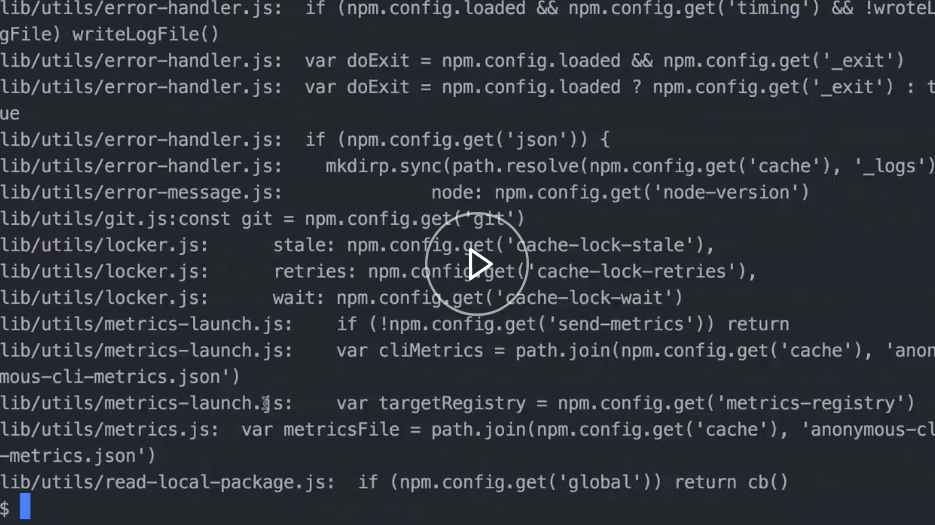 lib/utils/error-handler.js:  if (npm.config.loaded && npm.config.get('timing') && !wroteL
gFile) writeLogFile()
lib/utils/error-handler.js:  var doExit = npm.config.loaded && npm.config.get('_exit')
lib/utils/error-handler.js:  var doExit = npm.config.loaded ? npm.config.get('_exit') : t
ue
lib/utils/error-handler.js:  if (npm.config.get('json')) {
lib/utils/error-handler.js:    mkdirp.sync(path.resolve(npm.config.get('cache'), '_logs')
lib/utils/error-message.js:              node: npm.config.get('node-version')
lib/utils/git.js:const git = npm.config.get('git')
lib/utils/locker.js:      stale: npm.config.get('cache-lock-stale'),
lib/utils/locker.js:      retries: npm.config.get('cache-lock-retries'),
lib/utils/locker.js:      wait: npm.config.get('cache-lock-wait')
lib/utils/metrics-launch.js:    if (!npm.config.get('send-metrics')) return
lib/utils/metrics-launch.js:    var cliMetrics = path.join(npm.config.get('cache'), 'anon
mous-cli-metrics.json')
lib/utils/metrics-launch.js:    var targetRegistry = npm.config.get('metrics-registry')
lib/utils/metrics.js:  var metricsFile = path.join(npm.config.get('cache'), 'anonymous-cl
-metrics.json')
lib/utils/read-local-package.js:  if (npm.config.get('global')) return cb()
$